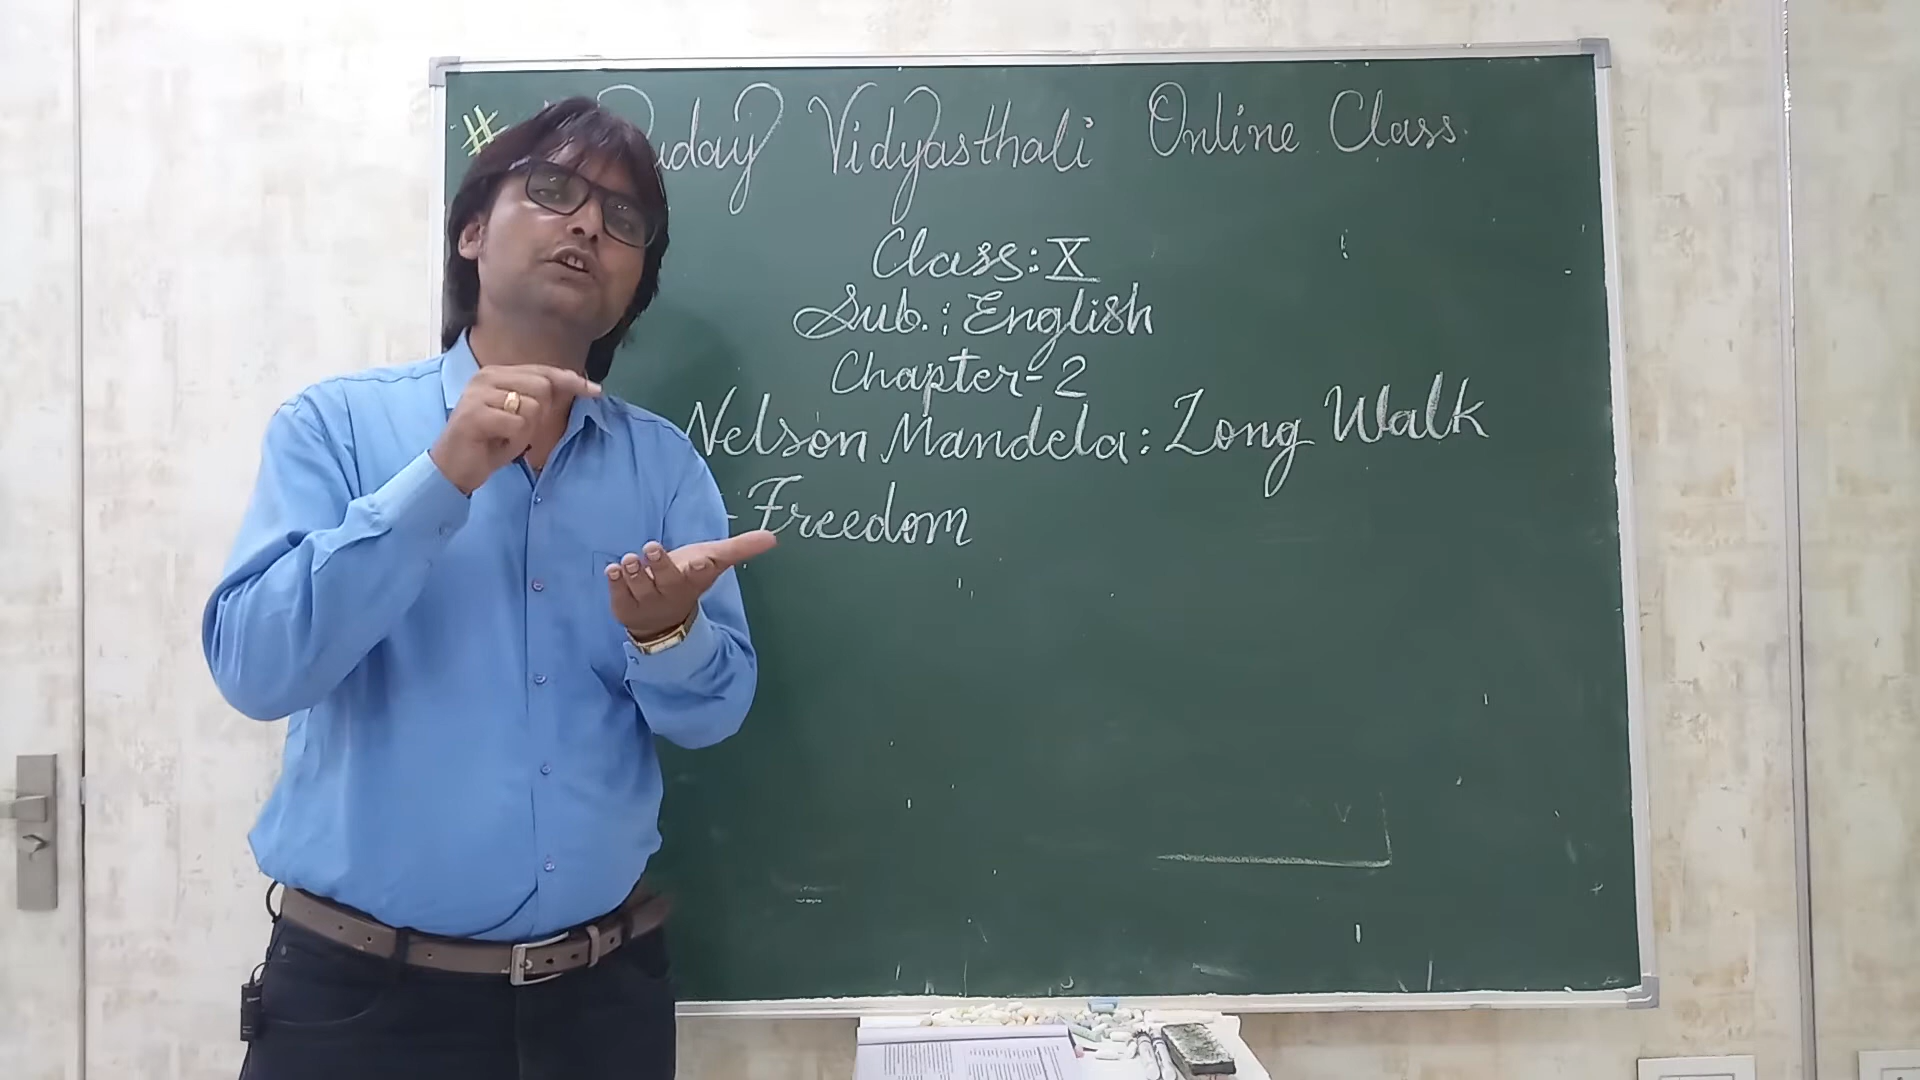 # Vidyasthali Online Class
Class: X
Sub. : English
Chapter-2
Nelson Mandela: Long Walk
Freedom